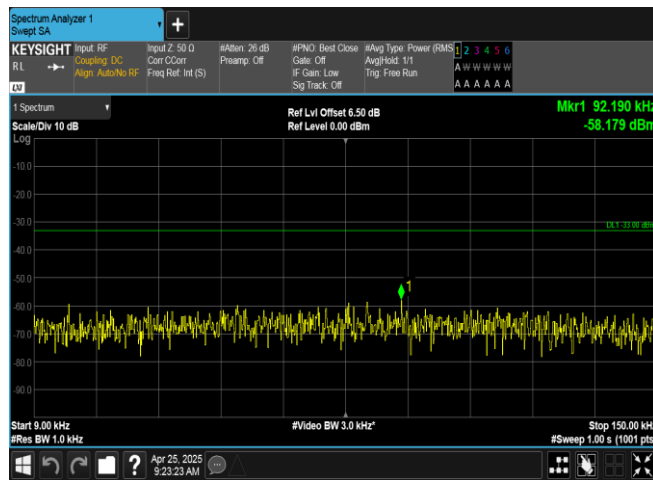 Spectrum Analyzer 1
Swept SA
+
KEYSIGHT Input: RF Input Z: 50 Ω #Atten: 26 dB #PNO: Best Close #Avg Type: Power (RMS 1 2 3 4 5 6
RL Coupling: DC Corr CCorr Preamp: Off Gate: Off Avg|Hold: 1/1 A W W W W W
Align: Auto/No RF Freq Ref: Int (S) IF Gain: Low Trig: Free Run
LXI Sig Track: Off A A A A A A
1 Spectrum
Ref Lvl Offset 6.50 dB Mkr1 92.190 kHz
Scale/Div 10 dB Ref Level 0.00 dBm -58.179 dBm
Log
-10.0
-20.0
-30.0
DL1 -33.00 dBm
-40.0
-50.0
1
-60.0
-70.0
-80.0
-90.0
Start 9.00 kHz #Video BW 3.0 kHz* Stop 150.00 kHz
#Res BW 1.0 kHz #Sweep 1.00 s (1001 pts
? Apr 25, 2025
9:23:23 AM